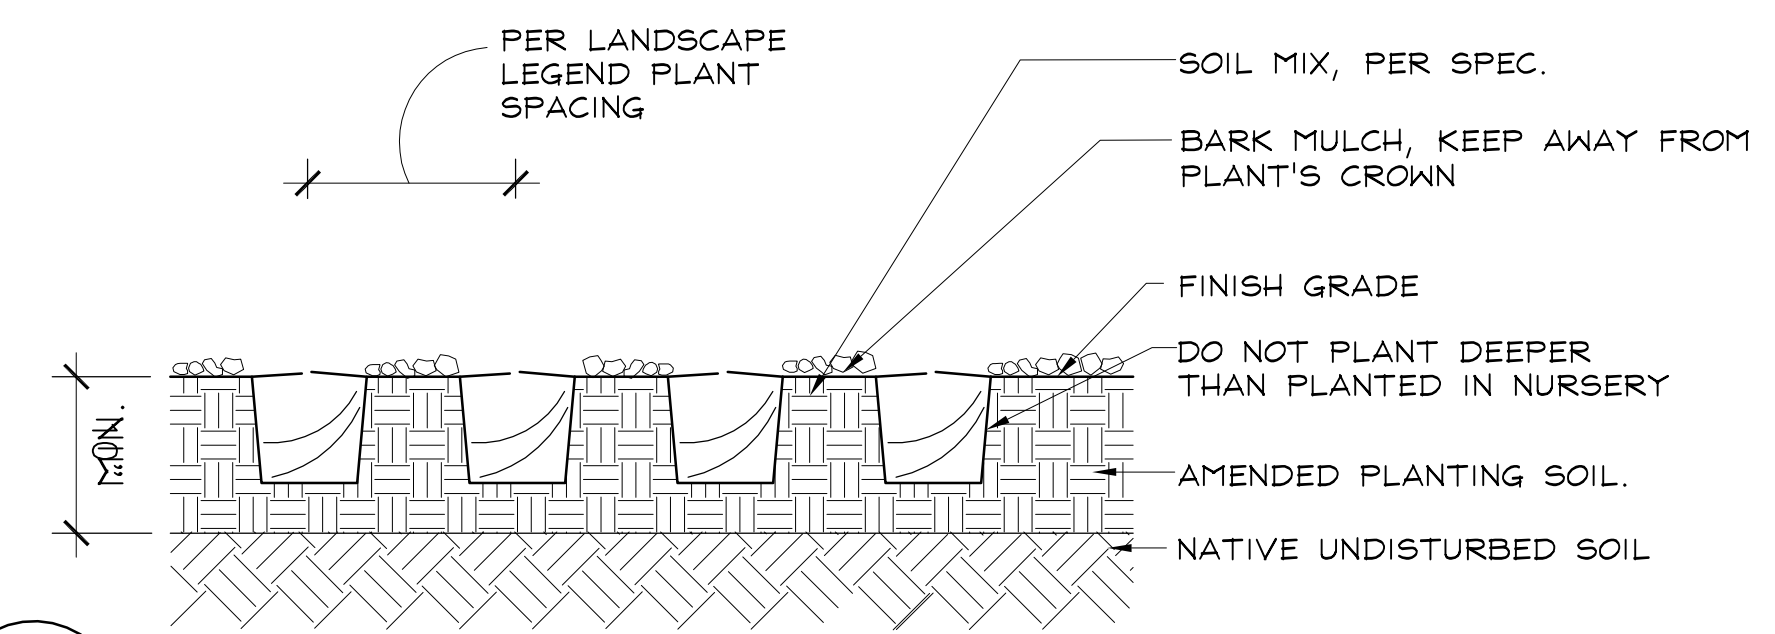 PER LANDSCAPE
LEGEND PLANT
SPACING
SOIL MIX, PER SPEC.
BARK MULCH, KEEP AWAY FROM
PLANT'S CROWN
FINISH GRADE
DO NOT PLANT DEEPER
THAN PLANTED IN NURSERY
AMENDED PLANTING SOIL.
NATIVE UNDISTURBED SOIL